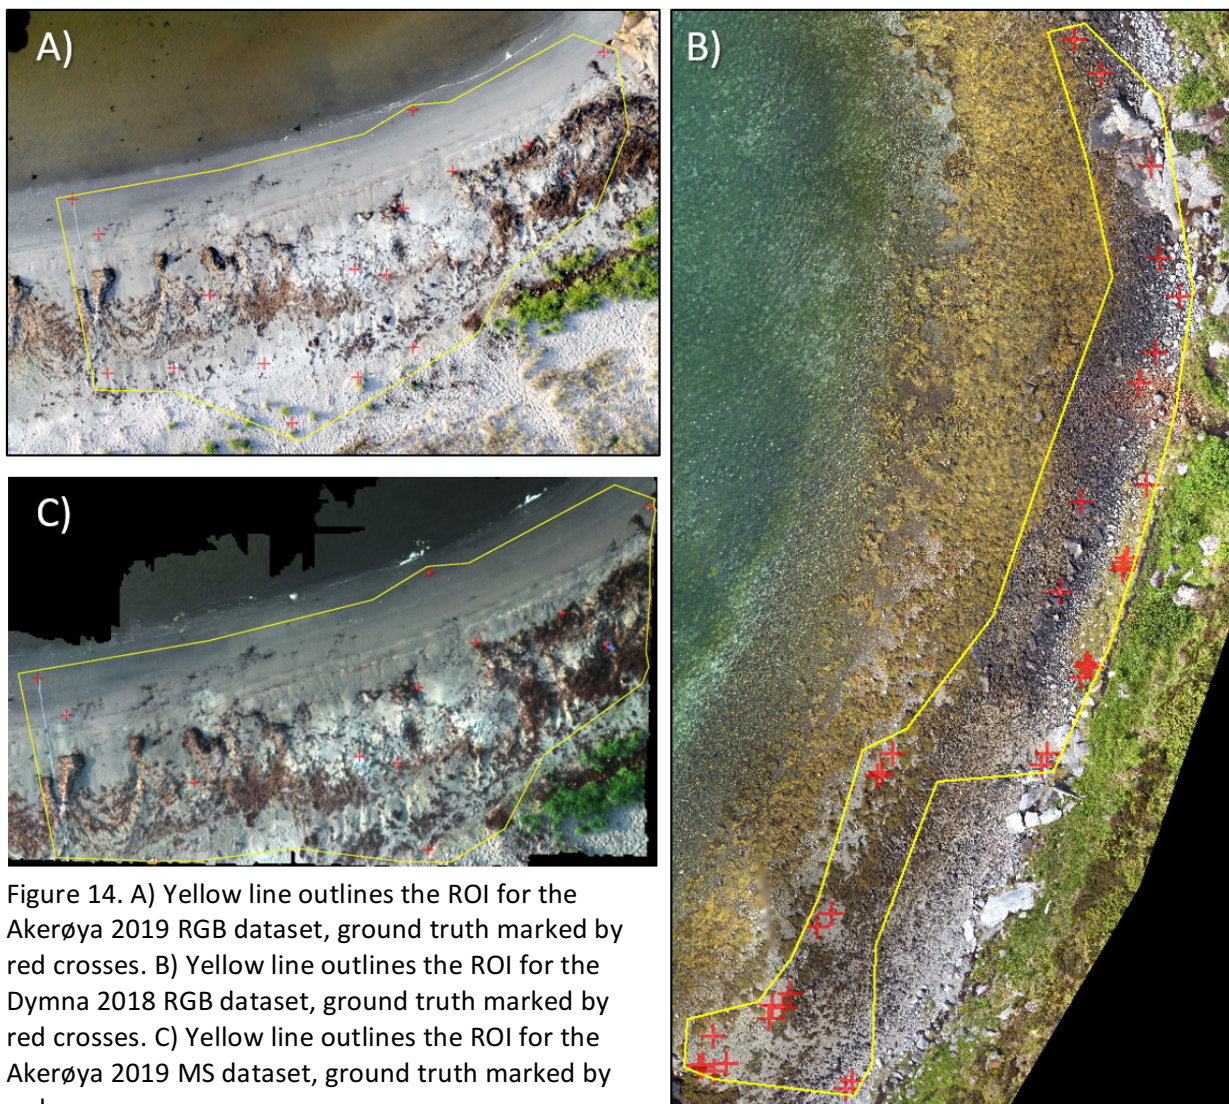 A)
B)
C)
Figure 14. A) Yellow line outlines the ROI for the
Akerøya 2019 RGB dataset, ground truth marked by
red crosses. B) Yellow line outlines the ROI for the
Dymna 2018 RGB dataset, ground truth marked by
red crosses. C) Yellow line outlines the ROI for the
Akerøya 2019 MS dataset, ground truth marked by